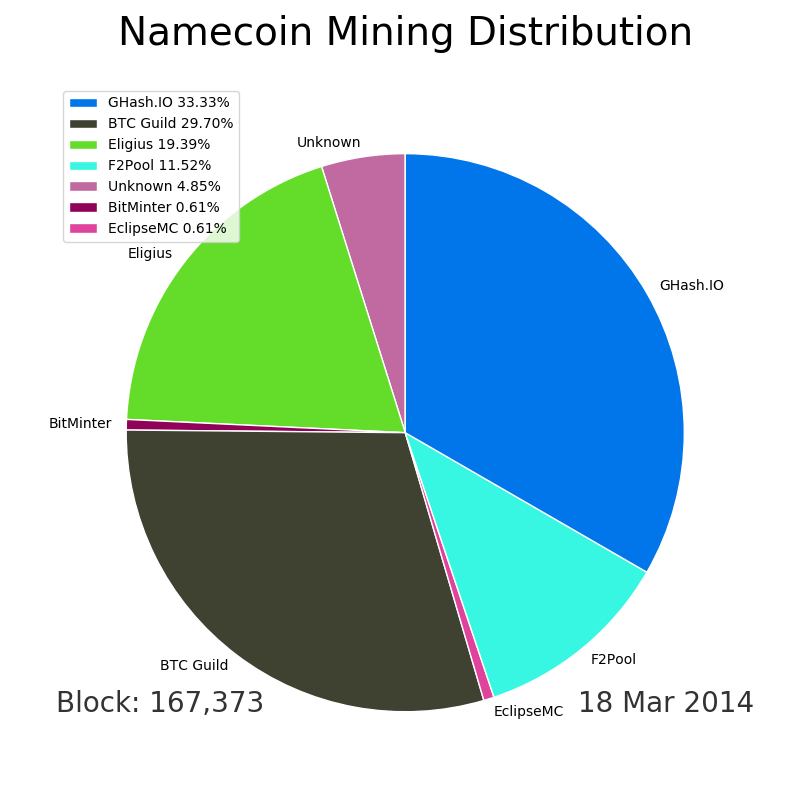 Namecoin Mining Distribution
GHash.IO 33.33%
BTC Guild 29.70%
Eligius 19.39%
F2Pool 11.52%
Unknown 4.85%
BitMinter 0.61%
EclipseMC 0.61%
Unknown
Eligius
GHash.IO
BitMinter
F2Pool
BTC Guild
EclipseMC
Block: 167,373
18 Mar 2014